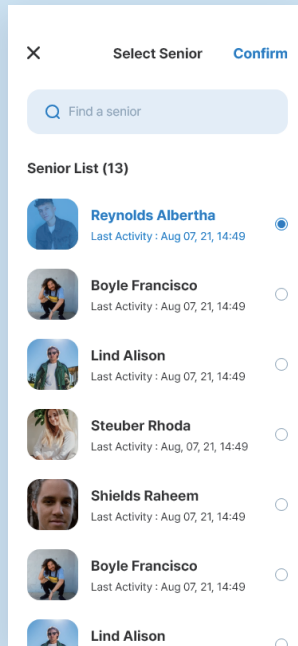 Select Senior Confirm
Find a senior
Senior List (13)
Reynolds Albertha
Last Activity : Aug 07, 21, 14:49
Boyle Francisco
Last Activity : Aug 07, 21, 14:49
Lind Alison
Last Activity : Aug 07, 21, 14:49
Steuber Rhoda
Last Activity : Aug, 07, 21, 14:49
Shields Raheem
Last Activity : Aug 07, 21, 14:49
Boyle Francisco
Last Activity : Aug 07, 21, 14:49
Lind Alison